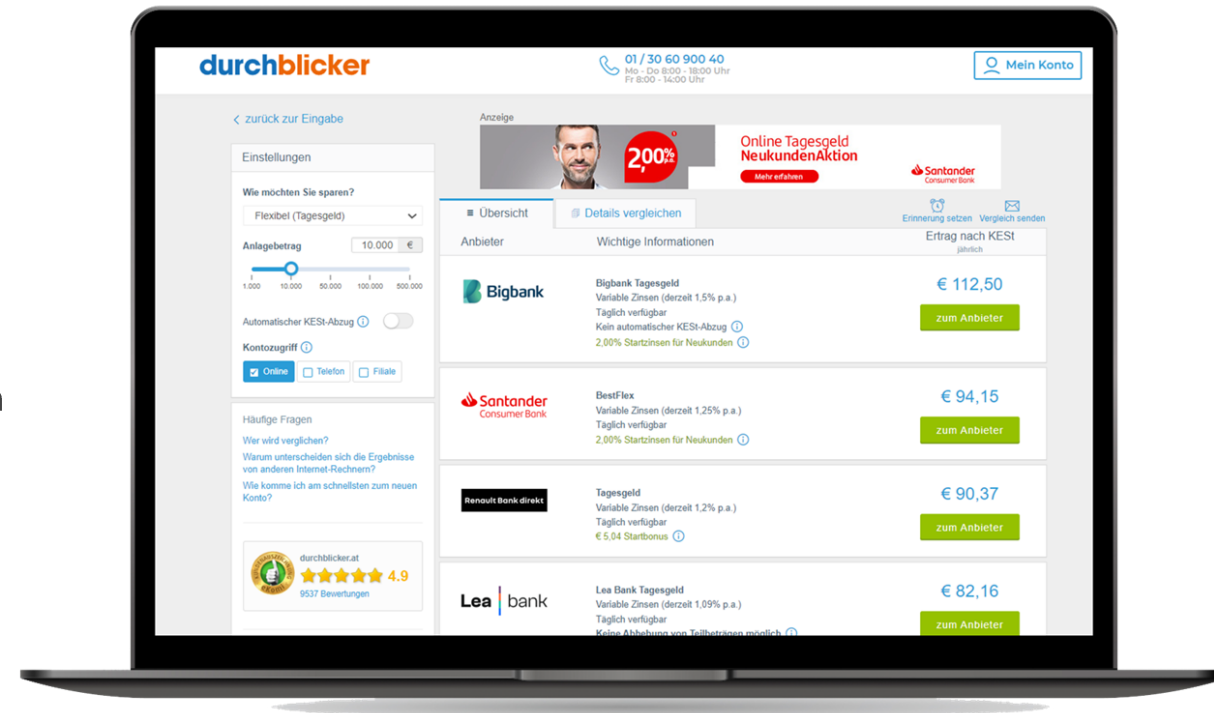 durchblicker
01 / 30 60 900 40
Mo - Do 8:00 - 18:00 Uhr
Fr 8:00 - 14:00 Uhr
Mein Konto
zurück zur Eingabe
Einstellungen
Wie möchten Sie sparen?
Flexibel (Tagesgeld)
Anlagebetrag 10.000 €
1.000 10.000 50.000 100.000 500.000
Automatischer KESt-Abzug
Kontozugriff
Online Telefon Filiale
Häufige Fragen
Wer wird verglichen?
Warum unterscheiden sich die Ergebnisse
von anderen Internet-Rechnern?
Wie komme ich am schnellsten zum neuen
Konto?
durchblicker.at
4.9
9537 Bewertungen
Anzeige
2,00%
Online Tagesgeld
NeukundenAktion
Mehr erfahren
Santander
Consumer Bank
Übersicht Details vergleichen
Erinnerung setzen Vergleich senden
Anbieter Wichtige Informationen Ertrag nach KESt
jährlich
Bigbank
Bigbank Tagesgeld
Variable Zinsen (derzeit 1,5% p.a.)
Täglich verfügbar
Kein automatischer KESt-Abzug
2,00% Startzinsen für Neukunden
€ 112,50
zum Anbieter
Santander
Consumer Bank
BestFlex
Variable Zinsen (derzeit 1,25% p.a.)
Täglich verfügbar
2,00% Startzinsen für Neukunden
€ 94,15
zum Anbieter
Renault Bank direkt
Tagesgeld
Variable Zinsen (derzeit 1,2% p.a.)
Täglich verfügbar
€ 5,04 Startbonus
€ 90,37
zum Anbieter
Lea bank
Lea Bank Tagesgeld
Variable Zinsen (derzeit 1,09% p.a.)
Täglich verfügbar
Keine Abhebung von Teilbeträgen möglich
€ 82,16
zum Anbieter